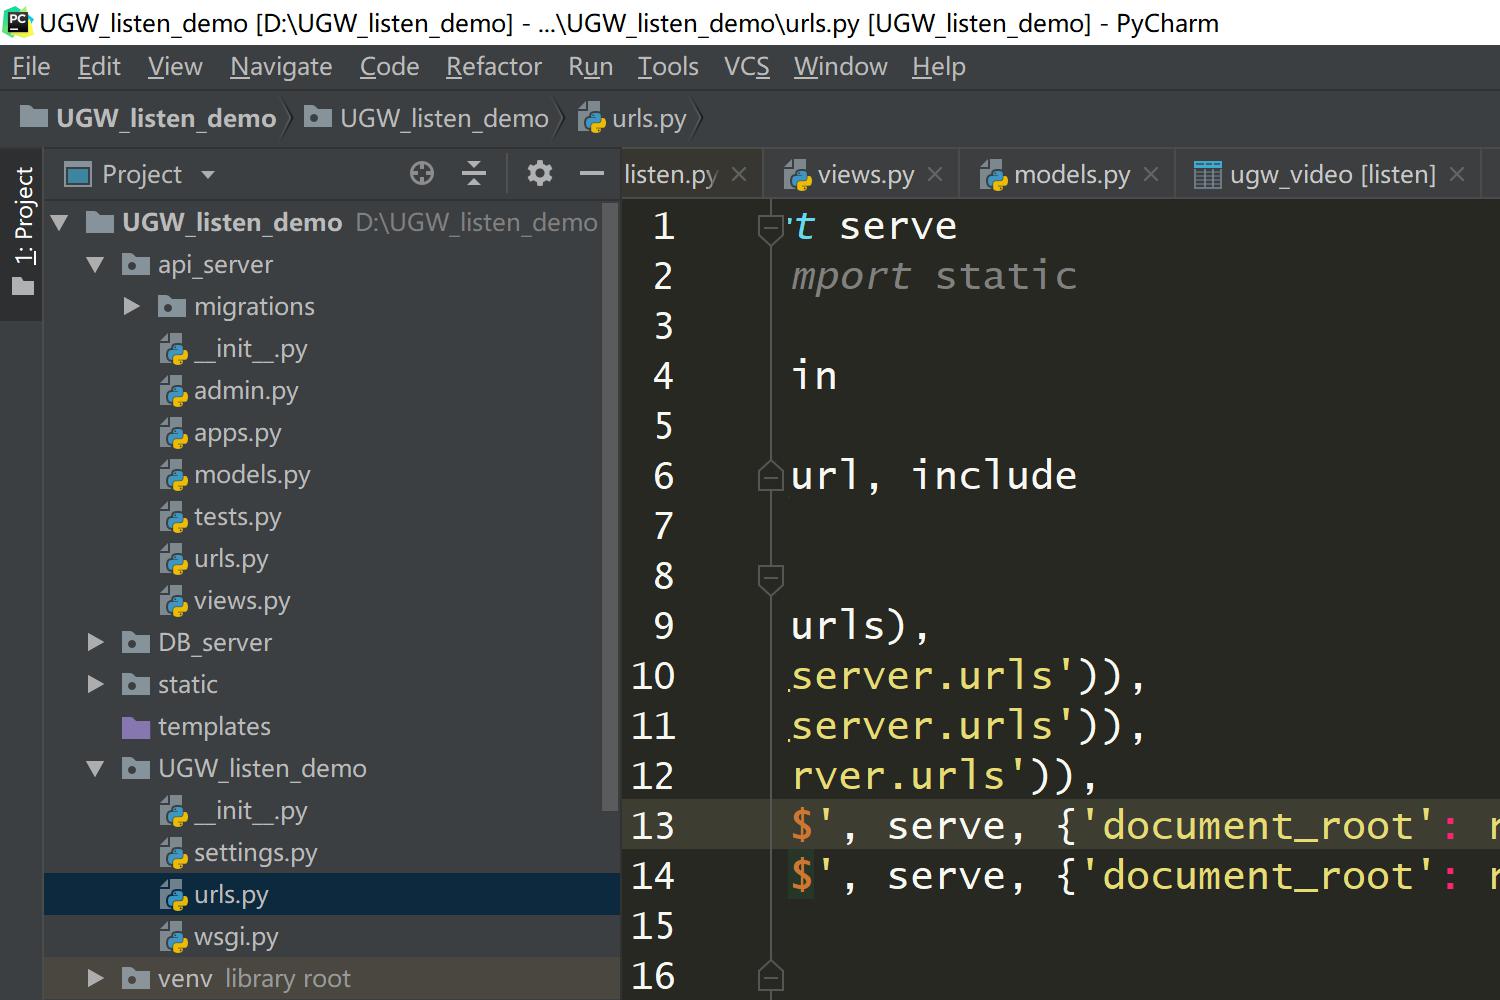 UGW_listen_demo [D:\UGW_listen_demo] - ...\UGW_listen_demo\urls.py [UGW_listen_demo] - PyCharm
File Edit View Navigate Code Refactor Run Tools VCS Window Help
UGW_listen_demo UGW_listen_demo urls.py
1: Project
Project
UGW_listen_demo D:\UGW_listen_demo
api_server
migrations
__init__.py
admin.py
apps.py
models.py
tests.py
urls.py
views.py
DB_server
static
templates
UGW_listen_demo
__init__.py
settings.py
urls.py
wsgi.py
venv library root
listen.py views.py models.py ugw_video [listen]
1 rt serve
2 mport static
3
4 in
5
6 url, include
7
8
9 urls),
10 _server.urls')),
11 _server.urls')),
12 rver.urls')),
13 $', serve, {'document_root': r
14 $', serve, {'document_root': r
15
16